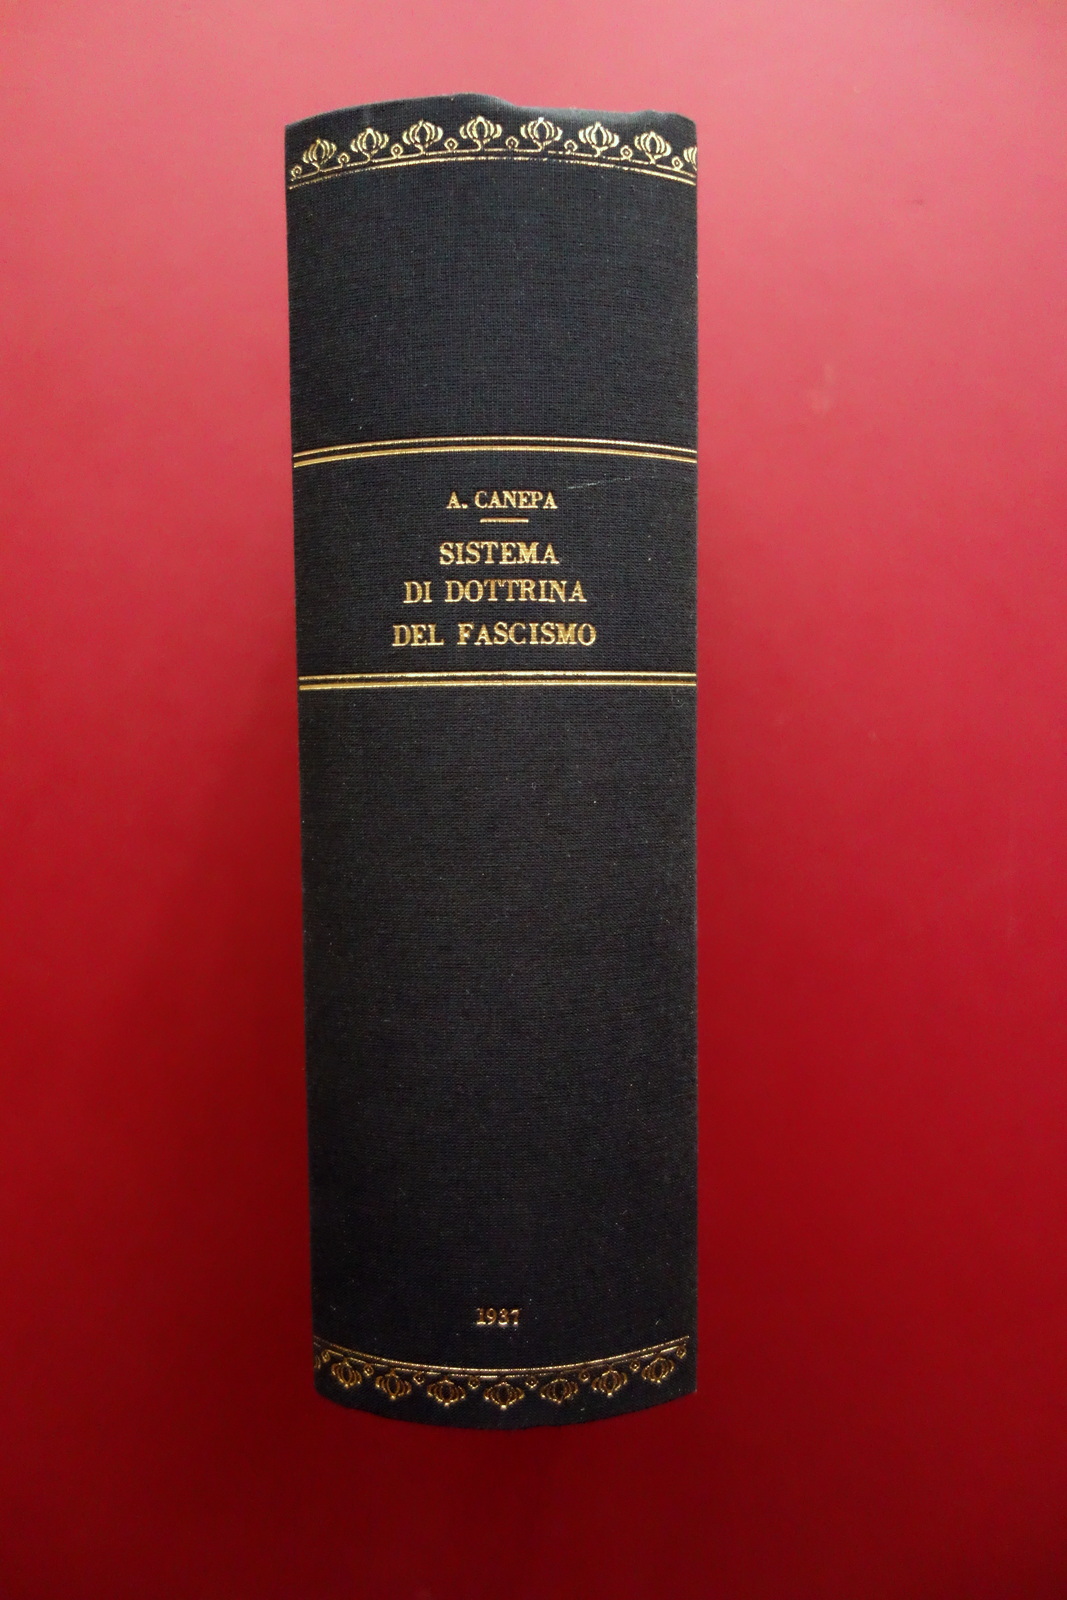 A. CANEPA
SISTEMA
DI DOTTRINA
DEL FASCISMO
1937